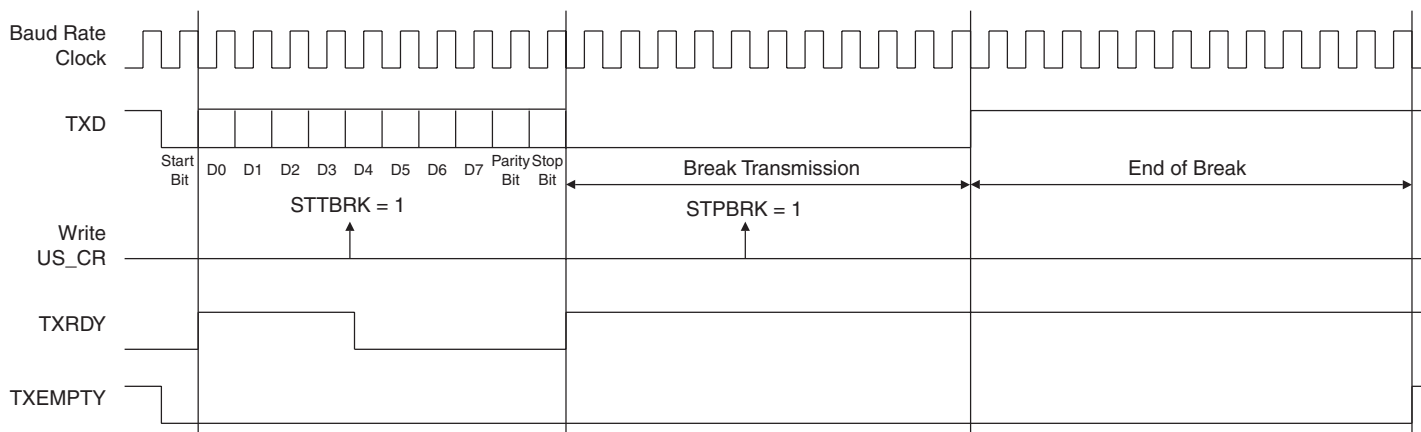 Baud Rate
Clock
TXD
Start
Bit
D0 D1 D2 D3 D4 D5 D6 D7
Parity
Bit
Stop
Bit
Break Transmission
End of Break
STTBRK = 1
STPBRK = 1
Write
US_CR
TXRDY
TXEMPTY